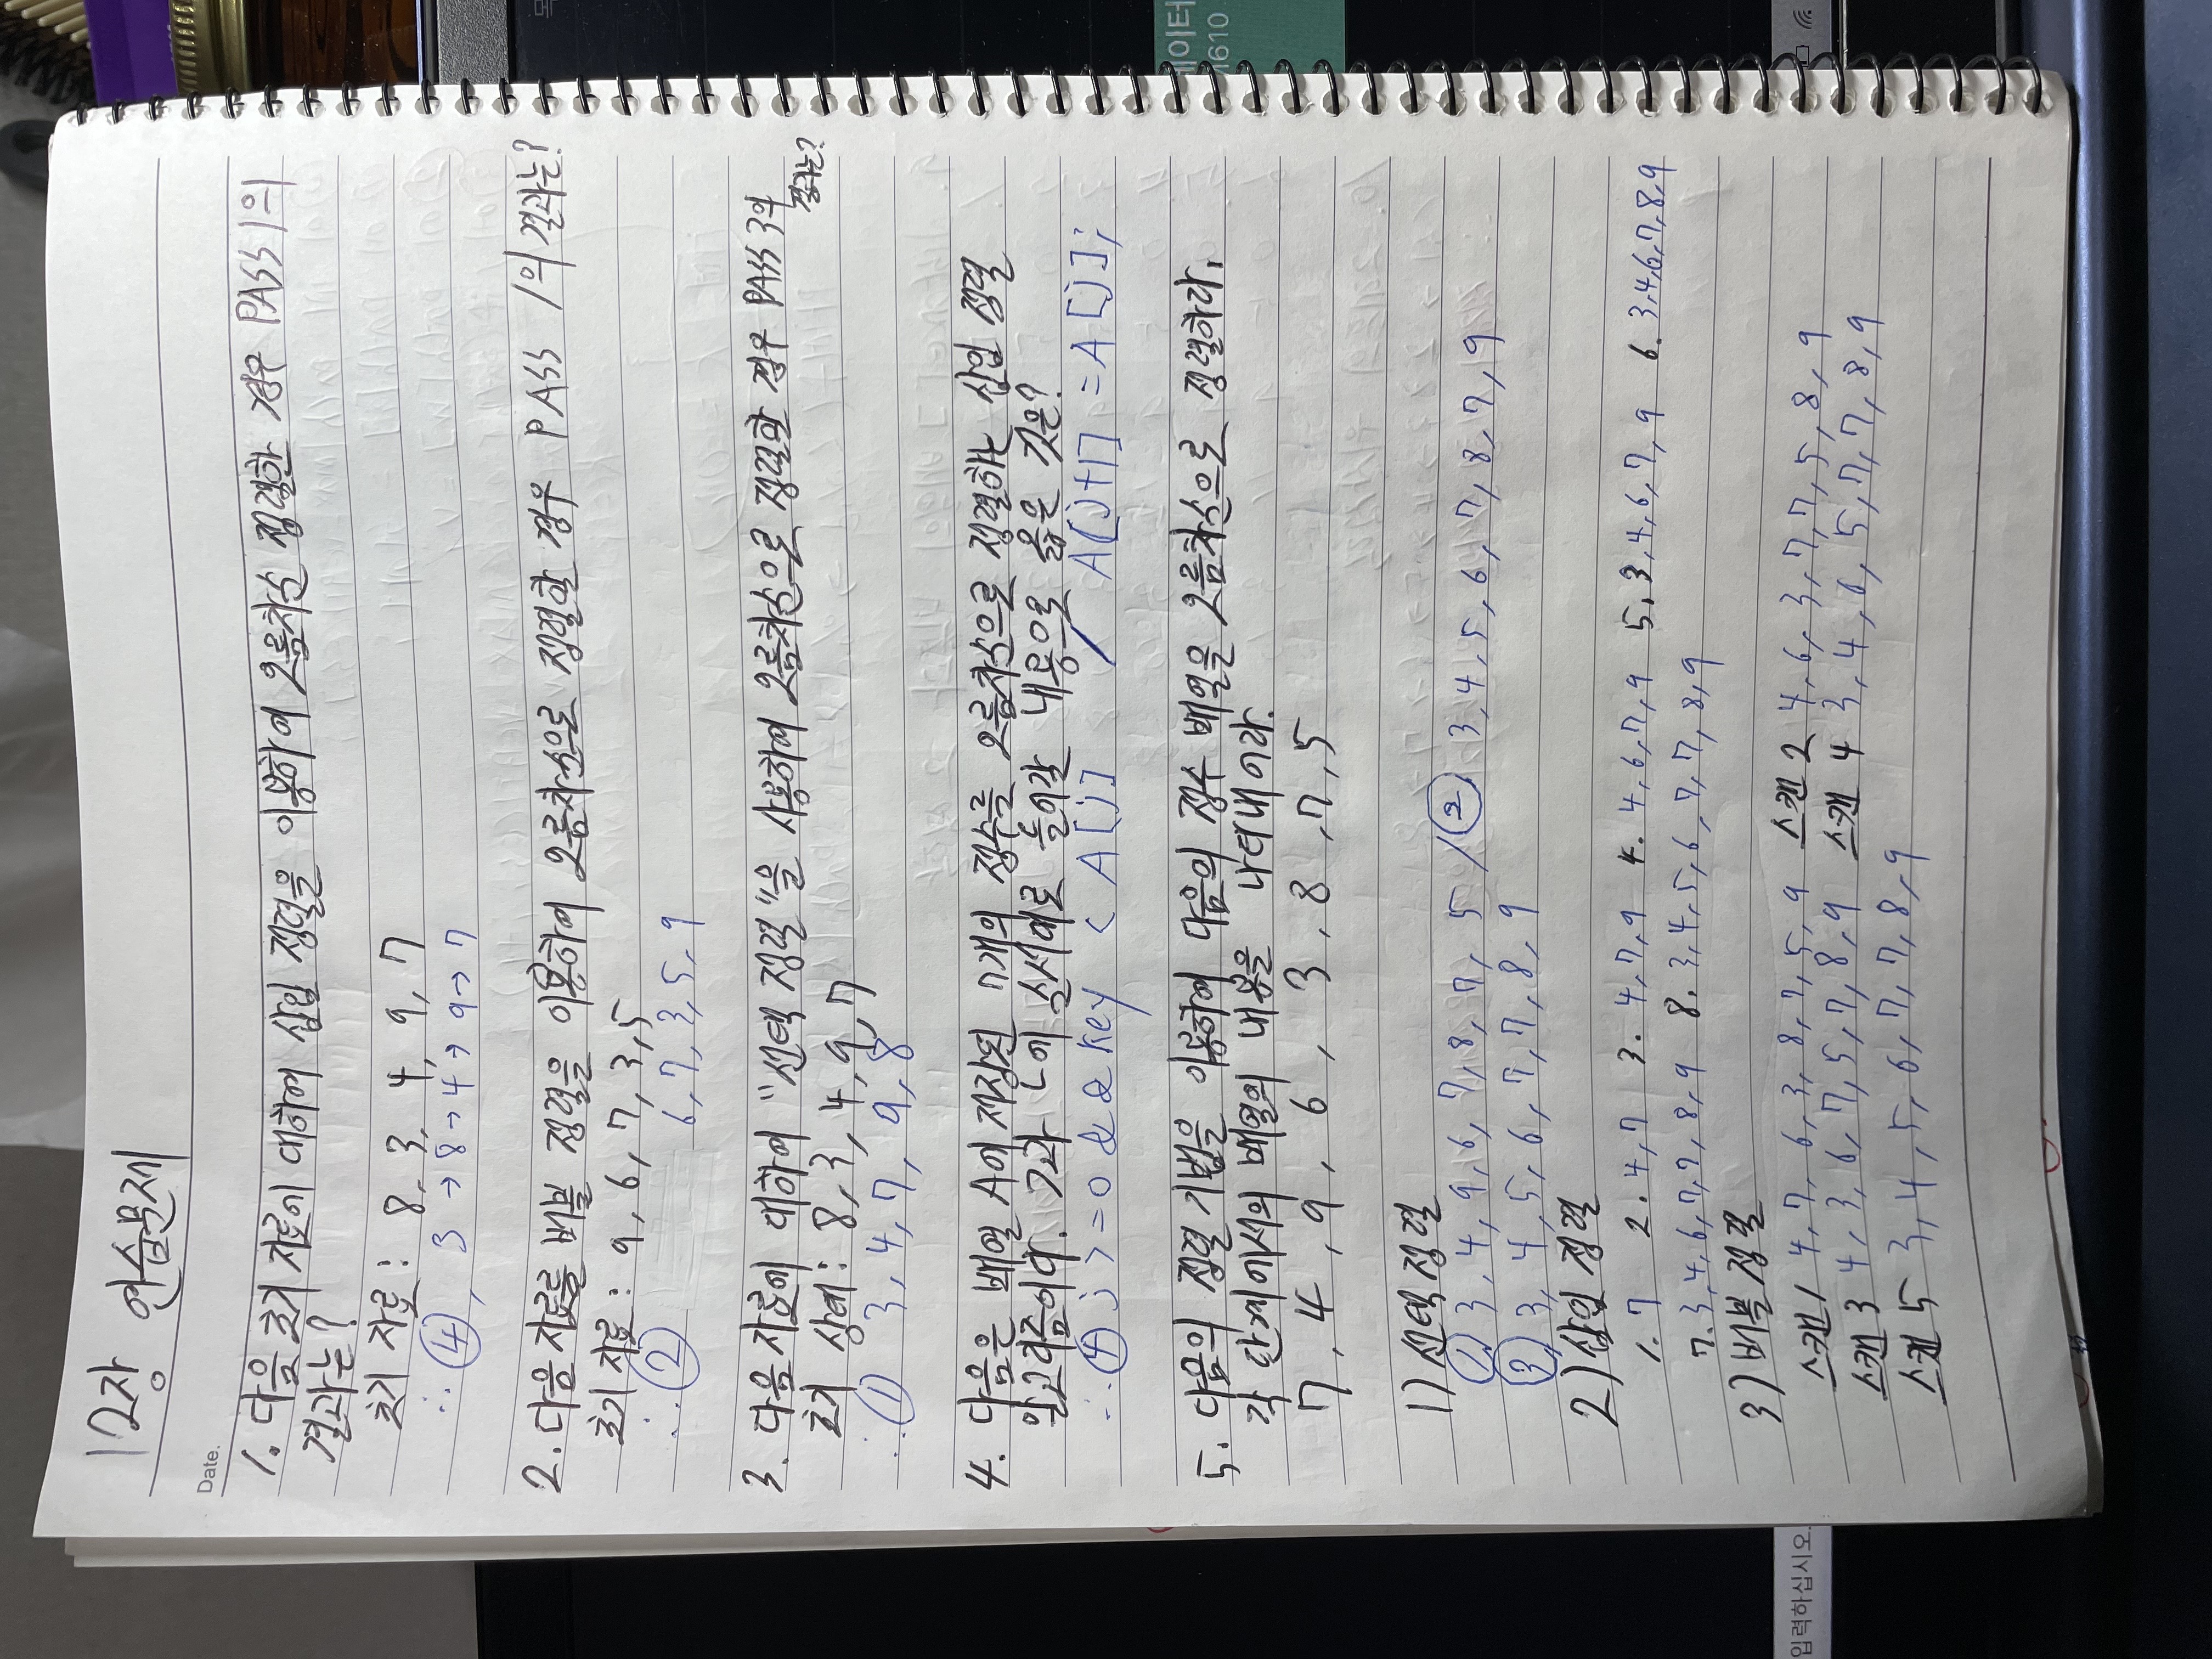 12장 연습문제
Date.
1. 다음 초기 자료에 대하여 삽입 정렬을 이용하여 오름차순 정렬한 경우 PASS 1의
결과는?
초기 자료: 8, 3, 4, 9, 7
∴ ④, 3 → 8 → 4 → 9 → 7
2. 다음 자료를 버블 정렬을 이용하여 오름차순으로 정렬할 경우 PASS 1의 결과는?
초기 자료: 9, 6, 7, 3, 5
∴ ② 6, 7, 3, 5, 9
3. 다음 자료에 대하여 "선택 정렬"을 사용하여 오름차순으로 정렬할 경우 PASS 3의
결과는?
초기 상태: 8, 3, 4, 9, 7
∴ ① 3, 4, 7, 9, 8
4. 다음은 배열 A에 저장된 n개의 정수를 오름차순으로 정렬하는 삽입 정렬
알고리즘이다. ㄱ과 ㄴ에 순서대로 들어갈 내용으로 옳은 것은?
∴ ④ j >= 0 && key < A[j] / A[j+1] = A[j];
5. 다음의 정렬 기법을 이용하여 다음의 정수 배열을 오름차순으로 정렬하라.
각 단계에서의 배열의 내용을 나타내어라.
7, 4, 9, 6, 3, 8, 7, 5
1) 선택 정렬
① 3, 4, 9, 6, 7, 8, 7, 5 / ② 3, 4, 5, 6, 7, 8, 7, 9
③ 3, 4, 5, 6, 7, 7, 8, 9
2) 삽입 정렬
1. 7 2. 4, 7 3. 4, 7, 9 4. 4, 6, 7, 9 5. 3, 4, 6, 7, 9 6. 3, 4, 6, 7, 8, 9
7. 3, 4, 6, 7, 7, 8, 9 8. 3, 4, 5, 6, 7, 7, 8, 9
3) 버블 정렬
스캔 1 4, 7, 6, 3, 8, 7, 5, 9 스캔 2 4, 6, 3, 7, 7, 5, 8, 9
스캔 3 4, 3, 6, 7, 5, 7, 8, 9 스캔 4 3, 4, 6, 5, 7, 7, 8, 9
스캔 5 3, 4, 5, 6, 7, 7, 8, 9
입력하십시오.
1610